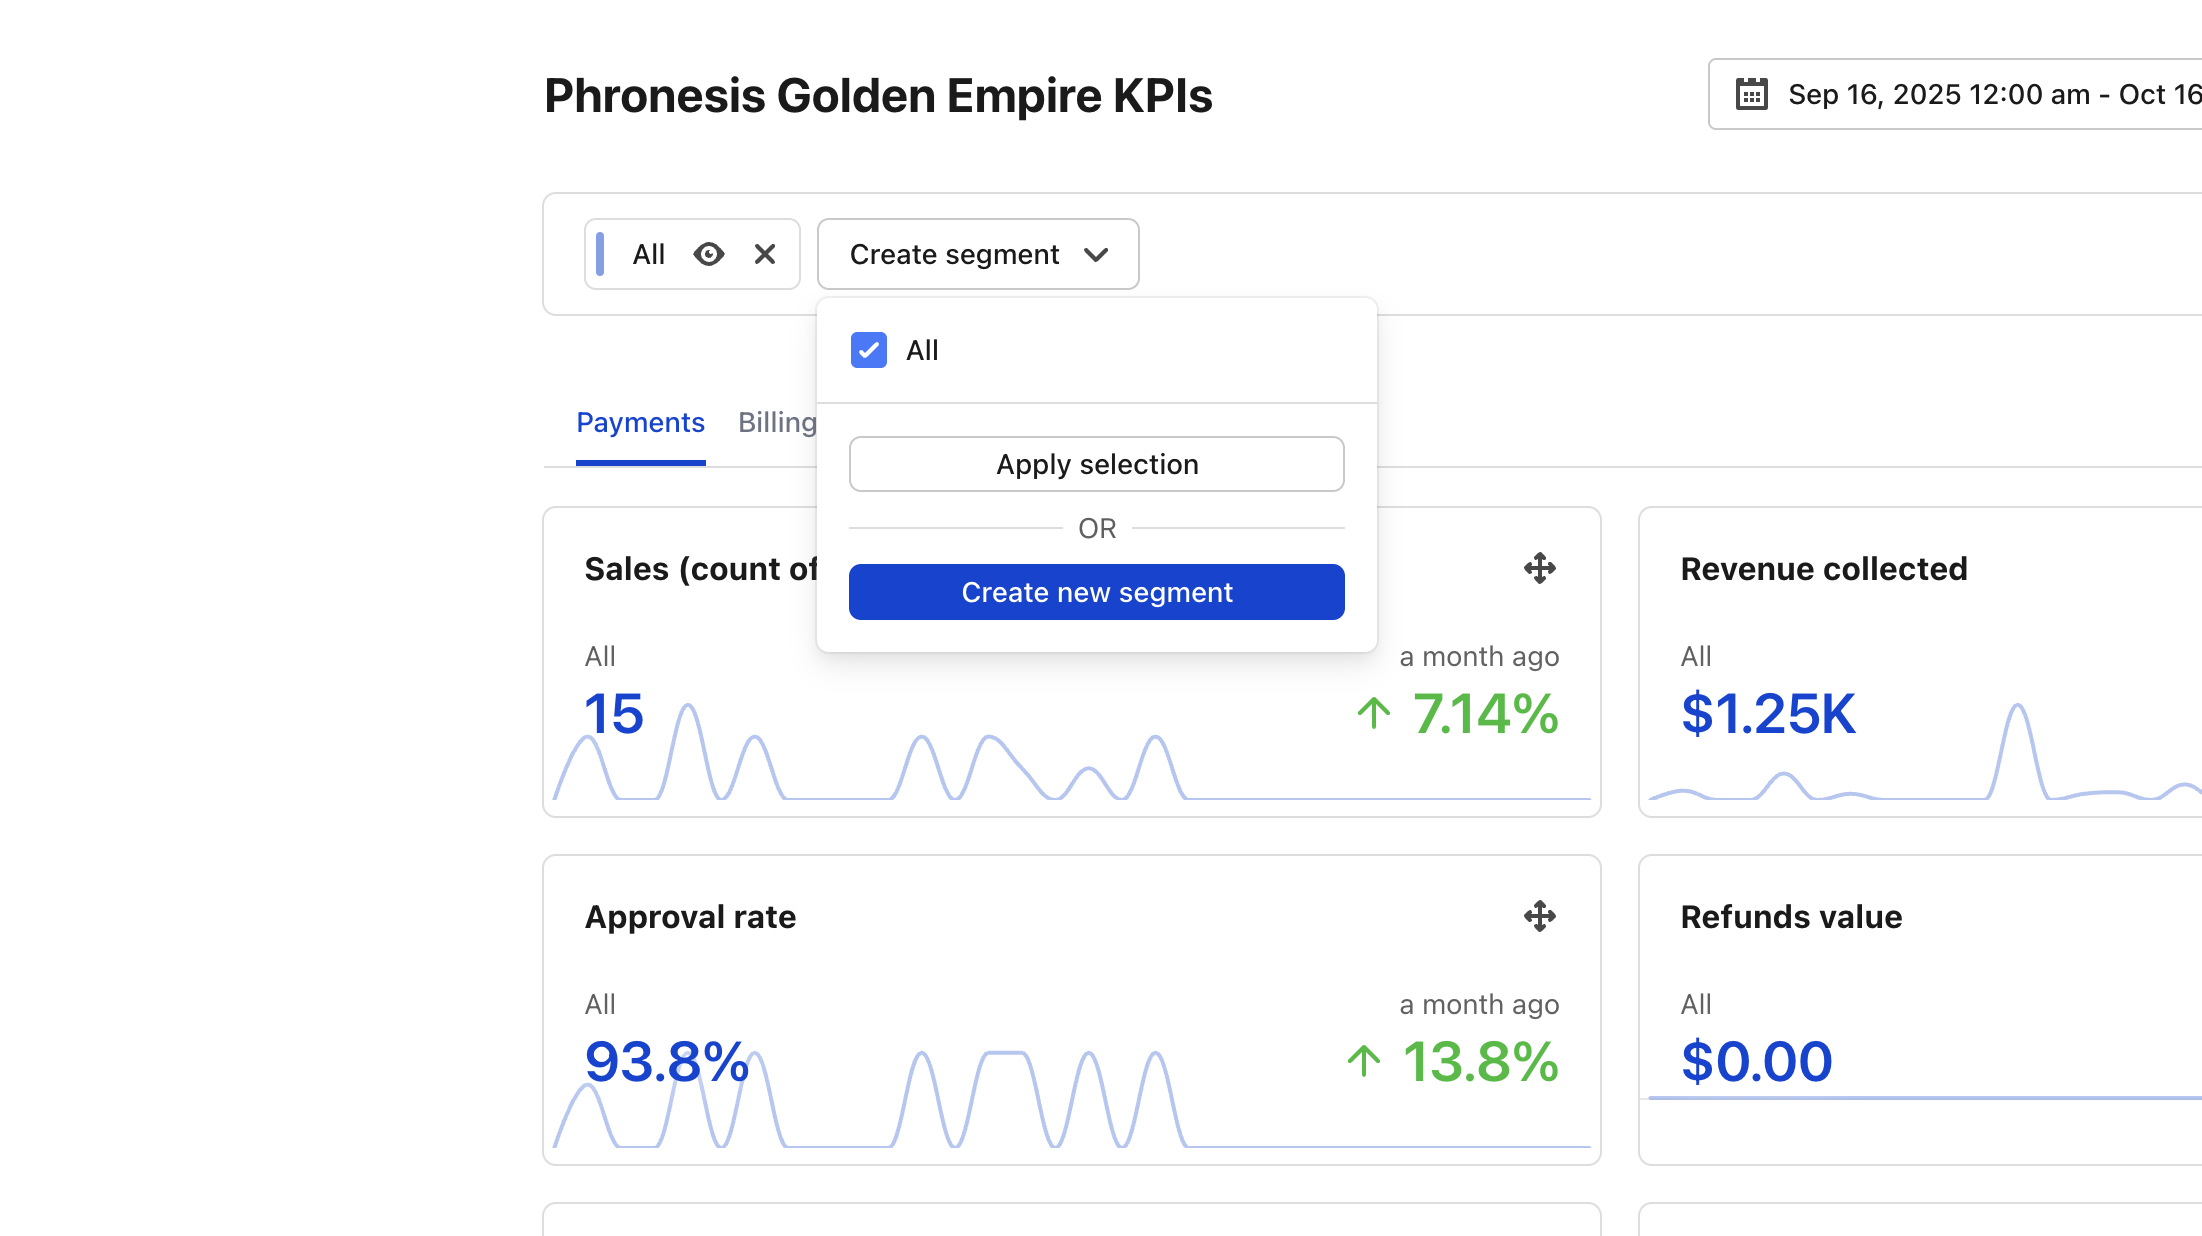 Phronesis Golden Empire KPIs
Sep 16, 2025 12:00 am - Oct 16
All
Create segment
All
Payments
Billing
Apply selection
OR
Create new segment
Sales (count of
All
a month ago
15
7.14%
Revenue collected
All
$1.25K
Approval rate
All
a month ago
93.8%
13.8%
Refunds value
All
$0.00